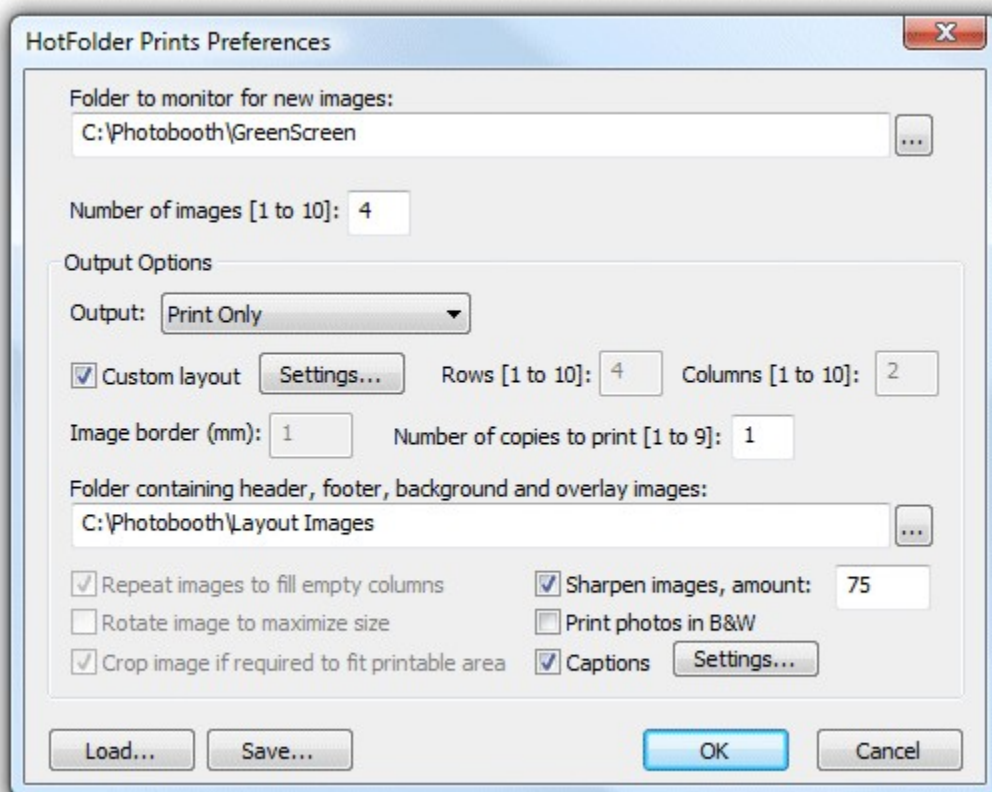 HotFolder Prints Preferences
Folder to monitor for new images:
C:\Photobooth\GreenScreen
...
Number of images [1 to 10]: 4
Output Options
Output: Print Only
Custom layout Settings... Rows [1 to 10]: 4 Columns [1 to 10]: 2
Image border (mm): 1 Number of copies to print [1 to 9]: 1
Folder containing header, footer, background and overlay images:
C:\Photobooth\Layout Images
...
Repeat images to fill empty columns Sharpen images, amount: 75
Rotate image to maximize size Print photos in B&W
Crop image if required to fit printable area Captions Settings...
Load... Save... OK Cancel